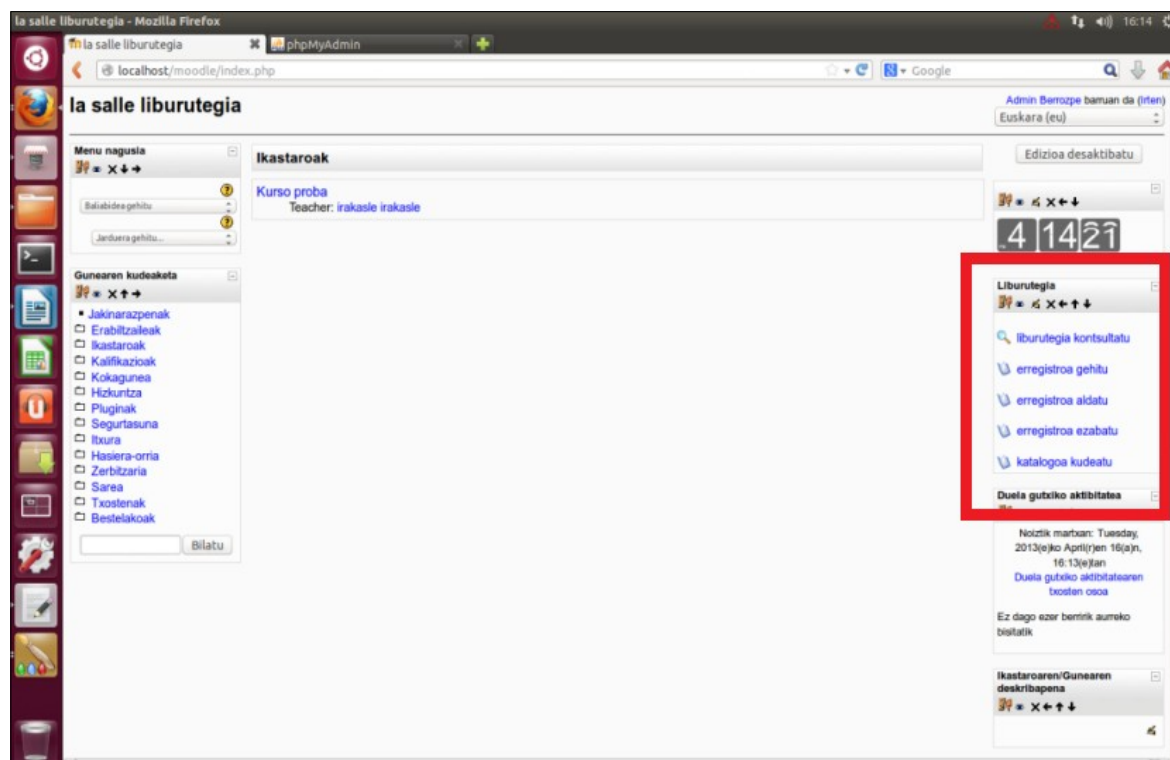 la salle liburutegia - Mozilla Firefox
16:14
la salle liburutegia
phpMyAdmin
localhost/moodle/index.php
Google
la salle liburutegia
Admin Berrozpe barruan da (Irten)
Euskara (eu)
Edizioa desaktibatu
Menu nagusia
Baliabidea gehitu
Jarduera gehitu...
Gunearen kudeaketa
Jakinarazpenak
Erabiltzaileak
Ikastaroak
Kalifikazioak
Kokagunea
Hizkuntza
Pluginak
Segurtasuna
Itxura
Hasiera-orria
Zerbitzaria
Sarea
Txostenak
Bestelakoak
Bilatu
Ikastaroak
Kurso proba
Teacher: irakasle irakasle
Liburutegia
liburutegia kontsultatu
erregistroa gehitu
erregistroa aldatu
erregistroa ezabatu
katalogoa kudeatu
Duela gutxiko aktibitatea
Noiztik martxan: Tuesday,
2013(e)ko April(r)en 16(a)n,
16:13(e)tan
Duela gutxiko aktibitatearen
txosten osoa
Ez dago ezer berririk aurreko
bisitatik
Ikastaroaren/Gunearen
deskribapena